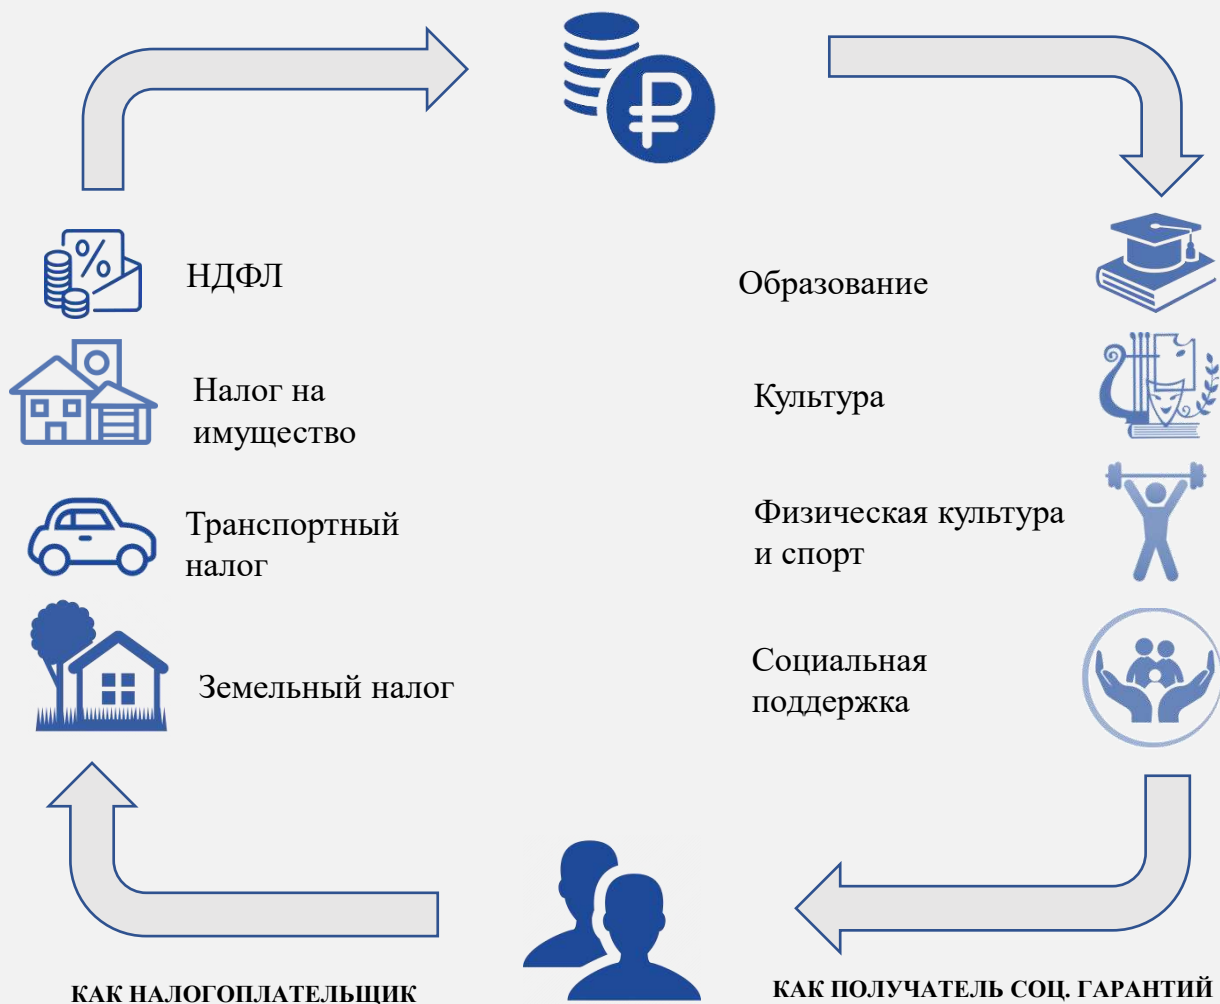 НДФЛ
Налог на
имущество
Транспортный
налог
Земельный налог
КАК НАЛОГОПЛАТЕЛЬЩИК
Образование
Культура
Физическая культура
и спорт
Социальная
поддержка
КАК ПОЛУЧАТЕЛЬ СОЦ. ГАРАНТИЙ